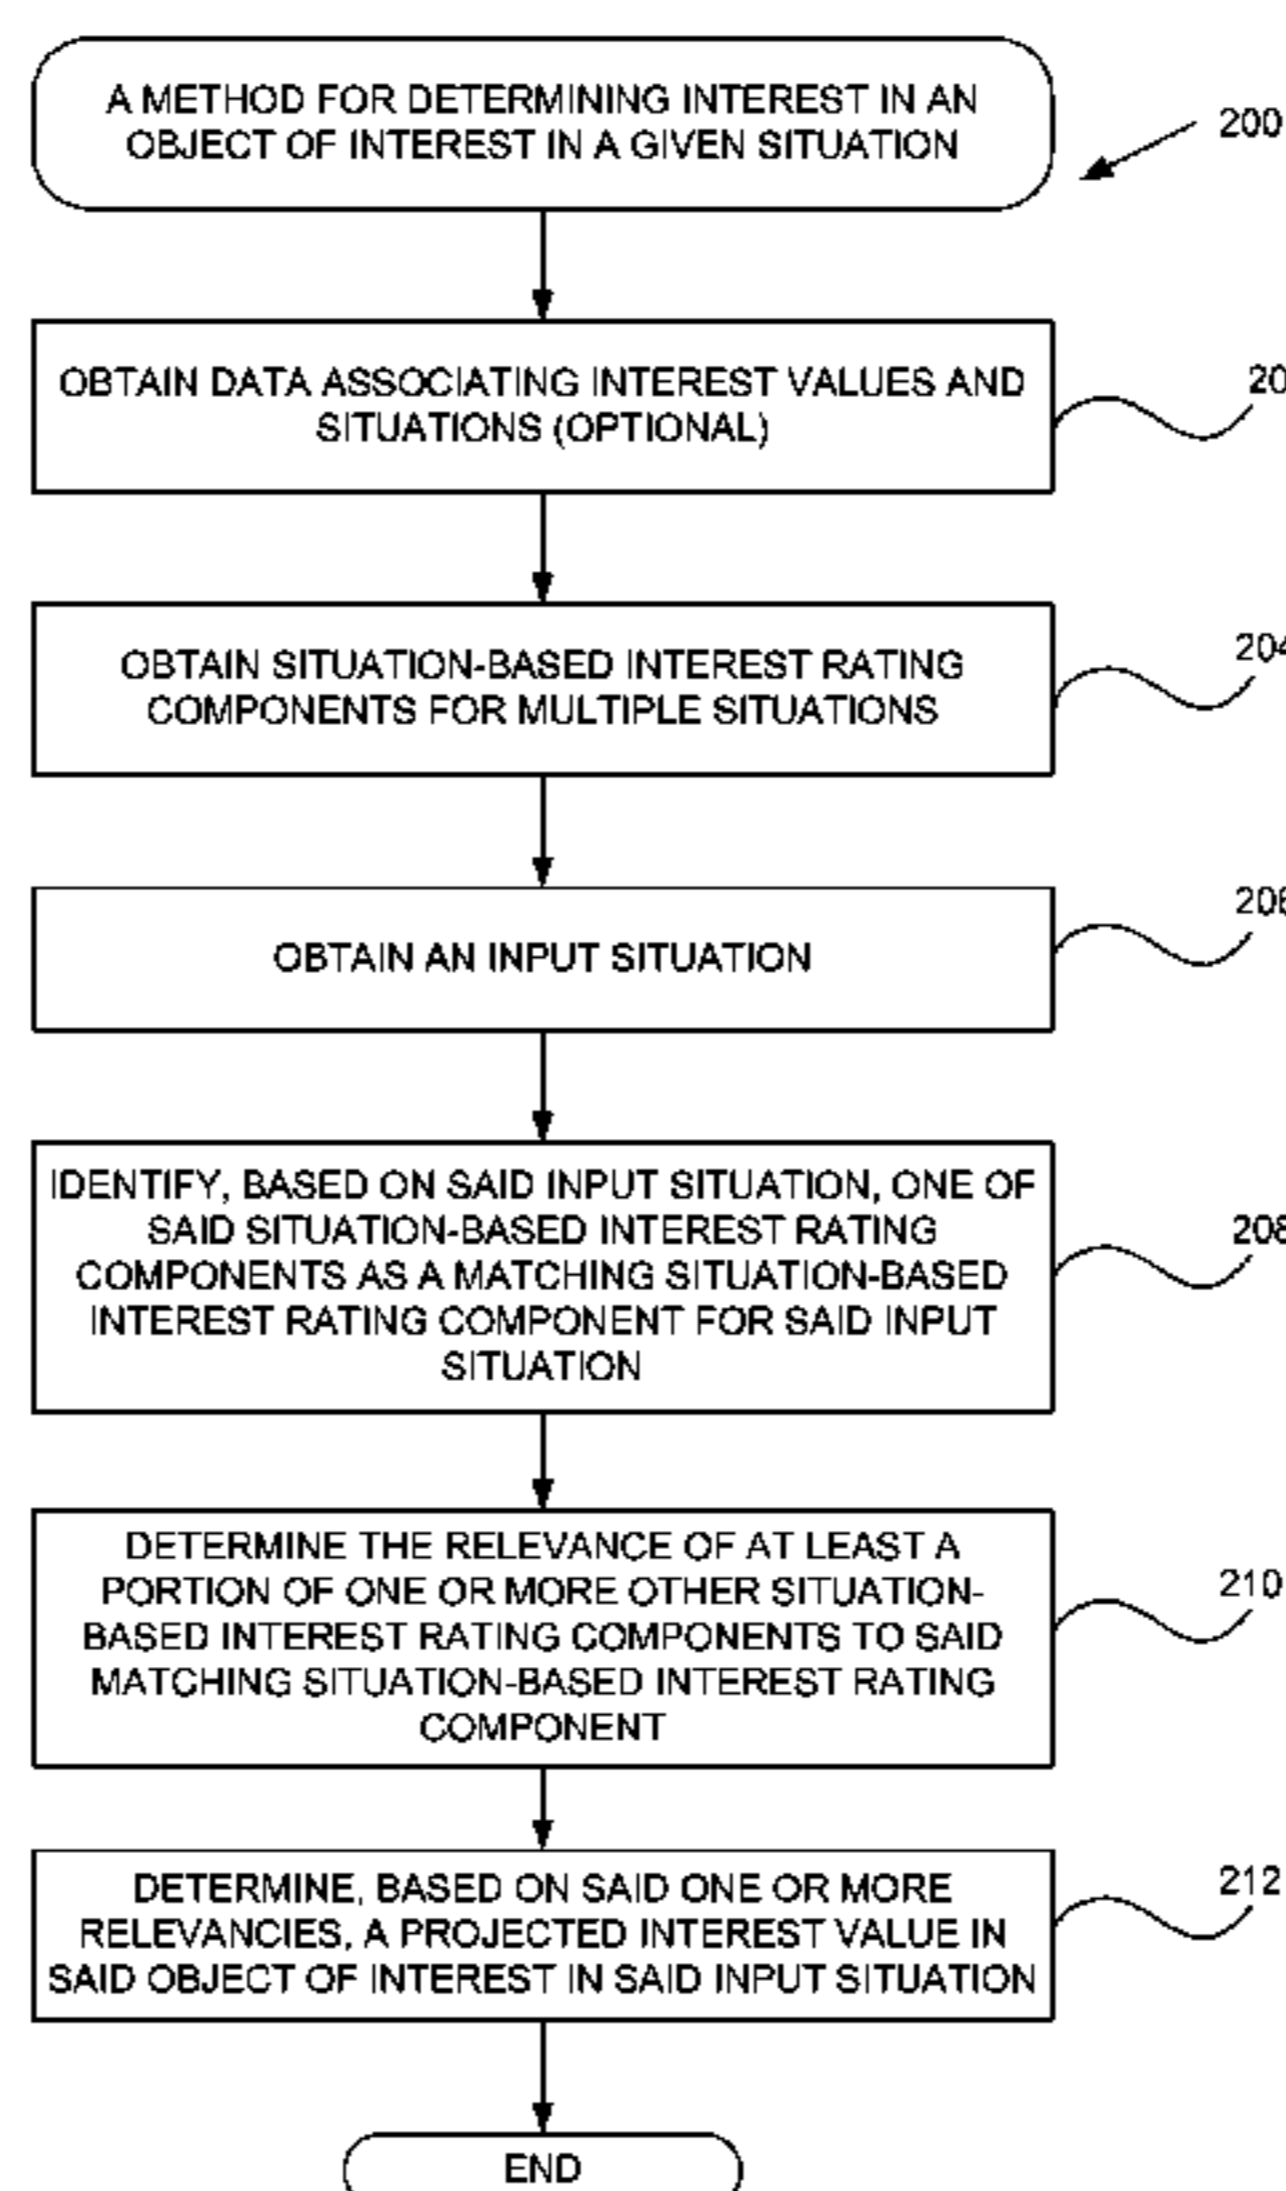 A METHOD FOR DETERMINING INTEREST IN AN
OBJECT OF INTEREST IN A GIVEN SITUATION
200
OBTAIN DATA ASSOCIATING INTEREST VALUES AND
SITUATIONS (OPTIONAL)
20
OBTAIN SITUATION-BASED INTEREST RATING
COMPONENTS FOR MULTIPLE SITUATIONS
204
OBTAIN AN INPUT SITUATION
206
IDENTIFY, BASED ON SAID INPUT SITUATION, ONE OF
SAID SITUATION-BASED INTEREST RATING
COMPONENTS AS A MATCHING SITUATION-BASED
INTEREST RATING COMPONENT FOR SAID INPUT
SITUATION
208
DETERMINE THE RELEVANCE OF AT LEAST A
PORTION OF ONE OR MORE OTHER SITUATION-
BASED INTEREST RATING COMPONENTS TO SAID
MATCHING SITUATION-BASED INTEREST RATING
COMPONENT
210
DETERMINE, BASED ON SAID ONE OR MORE
RELEVANCIES, A PROJECTED INTEREST VALUE IN
SAID OBJECT OF INTEREST IN SAID INPUT SITUATION
212
END